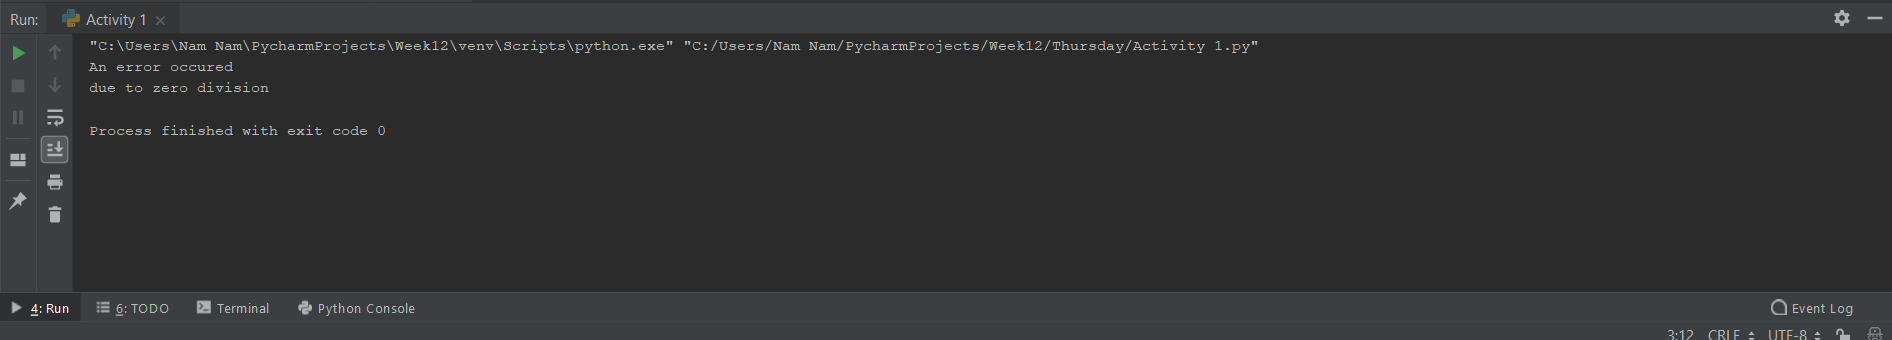 Run: Activity 1
"C:\Users\Nam Nam\PycharmProjects\Week12\venv\Scripts\python.exe" "C:/Users/Nam Nam/PycharmProjects/Week12/Thursday/Activity 1.py"
An error occured
due to zero division
Process finished with exit code 0
4: Run 6: TODO Terminal Python Console Event Log
3:12 CRLF UTF-8